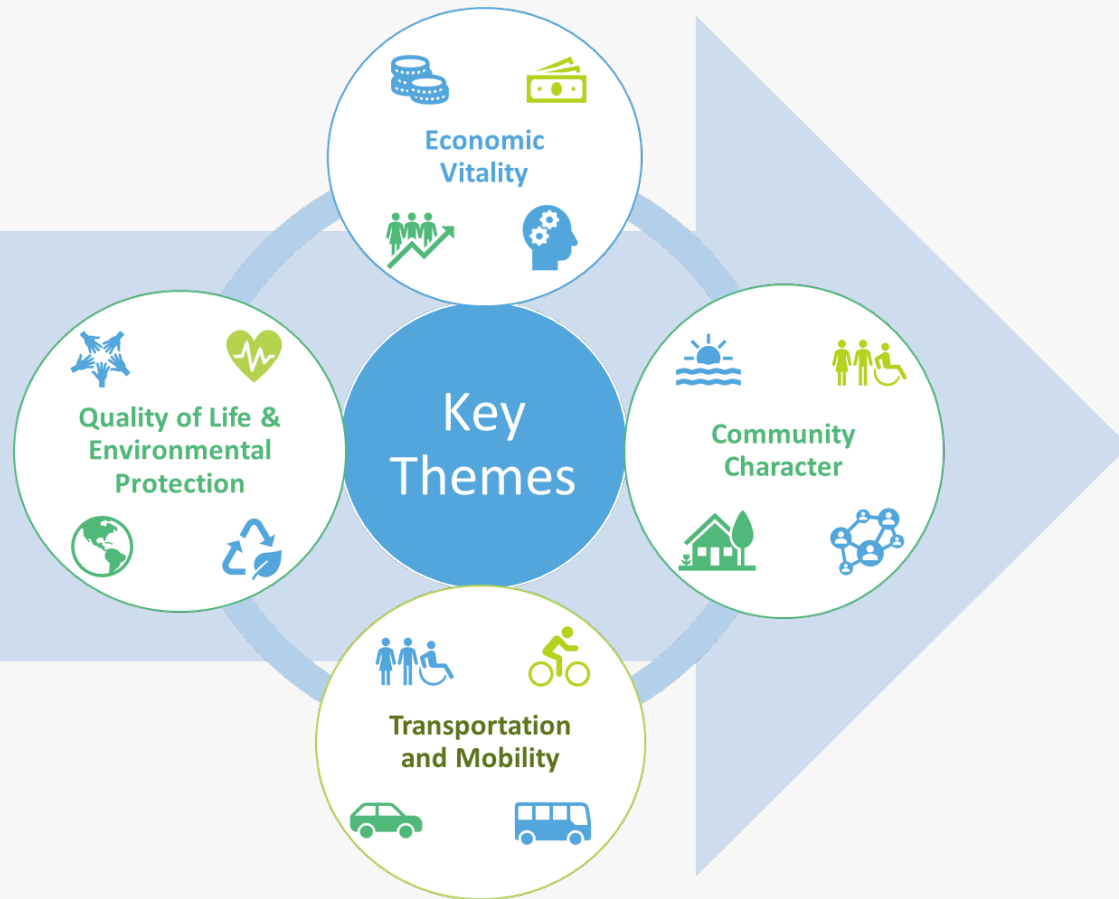 Economic
Vitality
Quality of Life &
Environmental
Protection
Key
Themes
Community
Character
Transportation
and Mobility